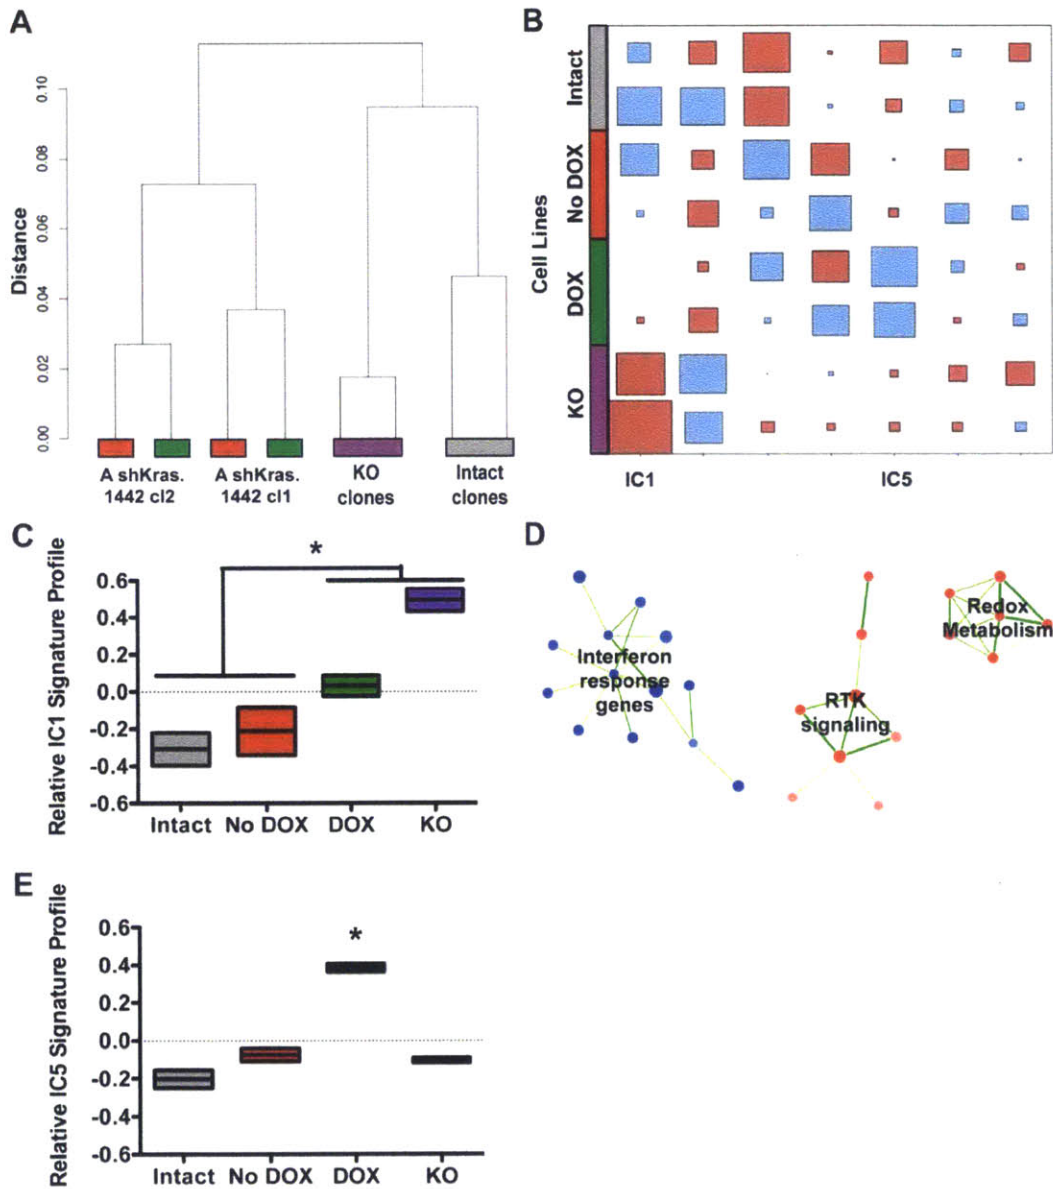 A
Distance
0.10
0.08
0.06
0.04
0.02
0.00
A shKras.
1442 cl2
A shKras.
1442 cl1
KO
clones
Intact
clones
B
Cell Lines
Intact
No DOX
DOX
KO
IC1
IC5
C
Relative IC1 Signature Profile
0.6
0.4
0.2
0.0
-0.2
-0.4
-0.6
*
Intact
No DOX
DOX
KO
D
Interferon
response
genes
RTK
signaling
Redox
Metabolism
E
Relative IC5 Signature Profile
0.6
0.4
0.2
0.0
-0.2
-0.4
-0.6
*
Intact
No DOX
DOX
KO